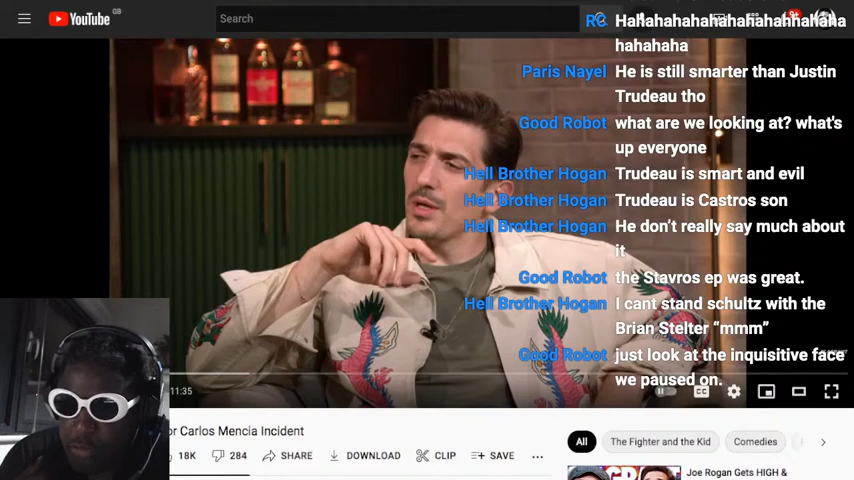 YouTube GB
Search
9+
RC Hahahahahahahahahahhahaha
hahahaha
Paris Nayel He is still smarter than Justin
Trudeau tho
Good Robot what are we looking at? what's
up everyone
Hell Brother Hogan Trudeau is smart and evil
Hell Brother Hogan Trudeau is Castros son
Hell Brother Hogan He don't really say much about
it
Good Robot the Stavros ep was great.
Hell Brother Hogan I cant stand schultz with the
Brian Stelter “mmm”
Good Robot just look at the inquisitive face
we paused on.
11:35
or Carlos Mencia Incident
18K 284 SHARE DOWNLOAD CLIP SAVE
All The Fighter and the Kid Comedies
Joe Rogan Gets HIGH &